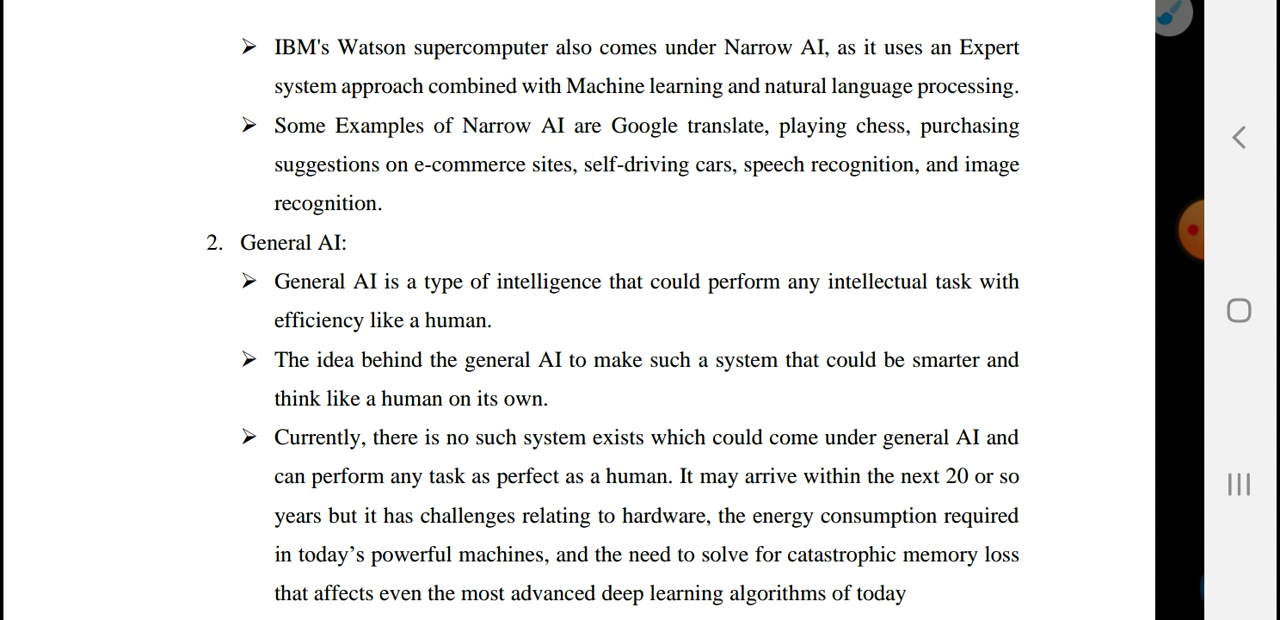 ➢ IBM's Watson supercomputer also comes under Narrow AI, as it uses an Expert
system approach combined with Machine learning and natural language processing.
➢ Some Examples of Narrow AI are Google translate, playing chess, purchasing
suggestions on e-commerce sites, self-driving cars, speech recognition, and image
recognition.
2. General AI:
➢ General AI is a type of intelligence that could perform any intellectual task with
efficiency like a human.
➢ The idea behind the general AI to make such a system that could be smarter and
think like a human on its own.
➢ Currently, there is no such system exists which could come under general AI and
can perform any task as perfect as a human. It may arrive within the next 20 or so
years but it has challenges relating to hardware, the energy consumption required
in today’s powerful machines, and the need to solve for catastrophic memory loss
that affects even the most advanced deep learning algorithms of today